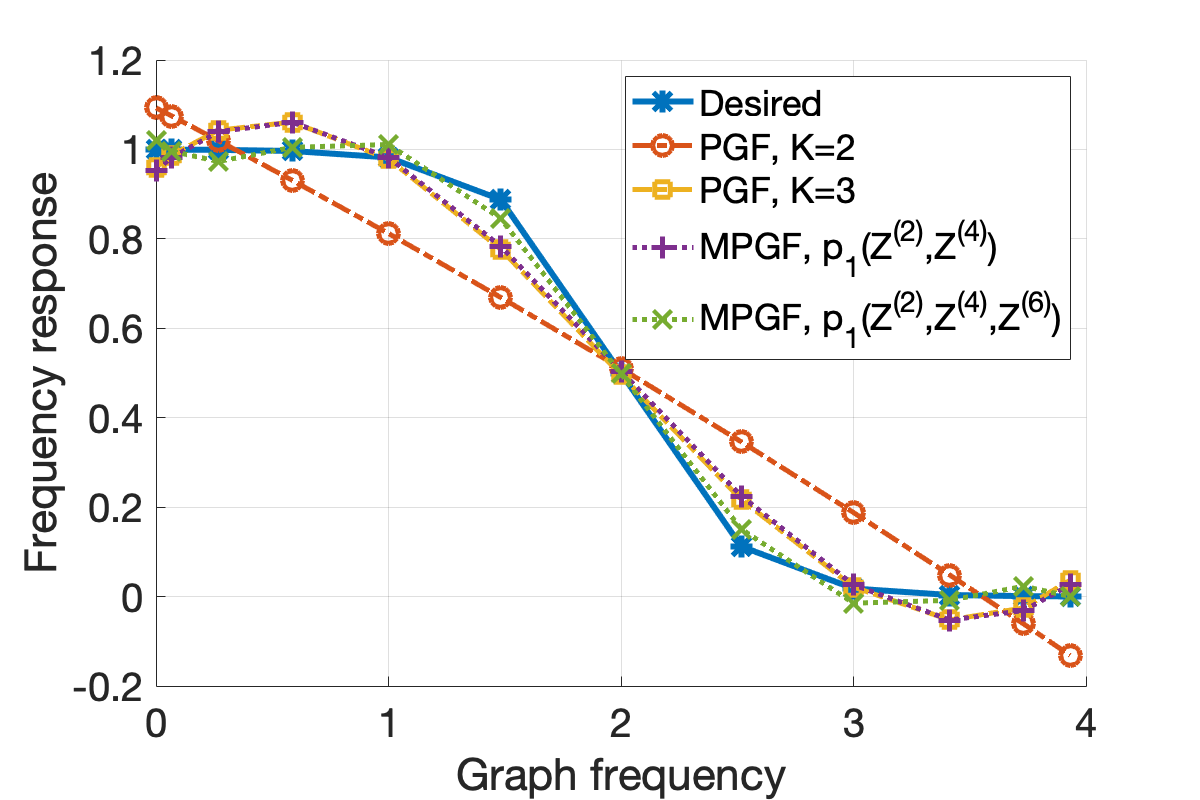 1.2
1
0.8
0.6
0.4
0.2
0
-0.2
0
1
2
3
4
Frequency response
Graph frequency
Desired
PGF, K=2
PGF, K=3
MPGF, p₁(Z⁽²⁾,Z⁽⁴⁾)
MPGF, p₁(Z⁽²⁾,Z⁽⁴⁾,Z⁽⁶⁾)